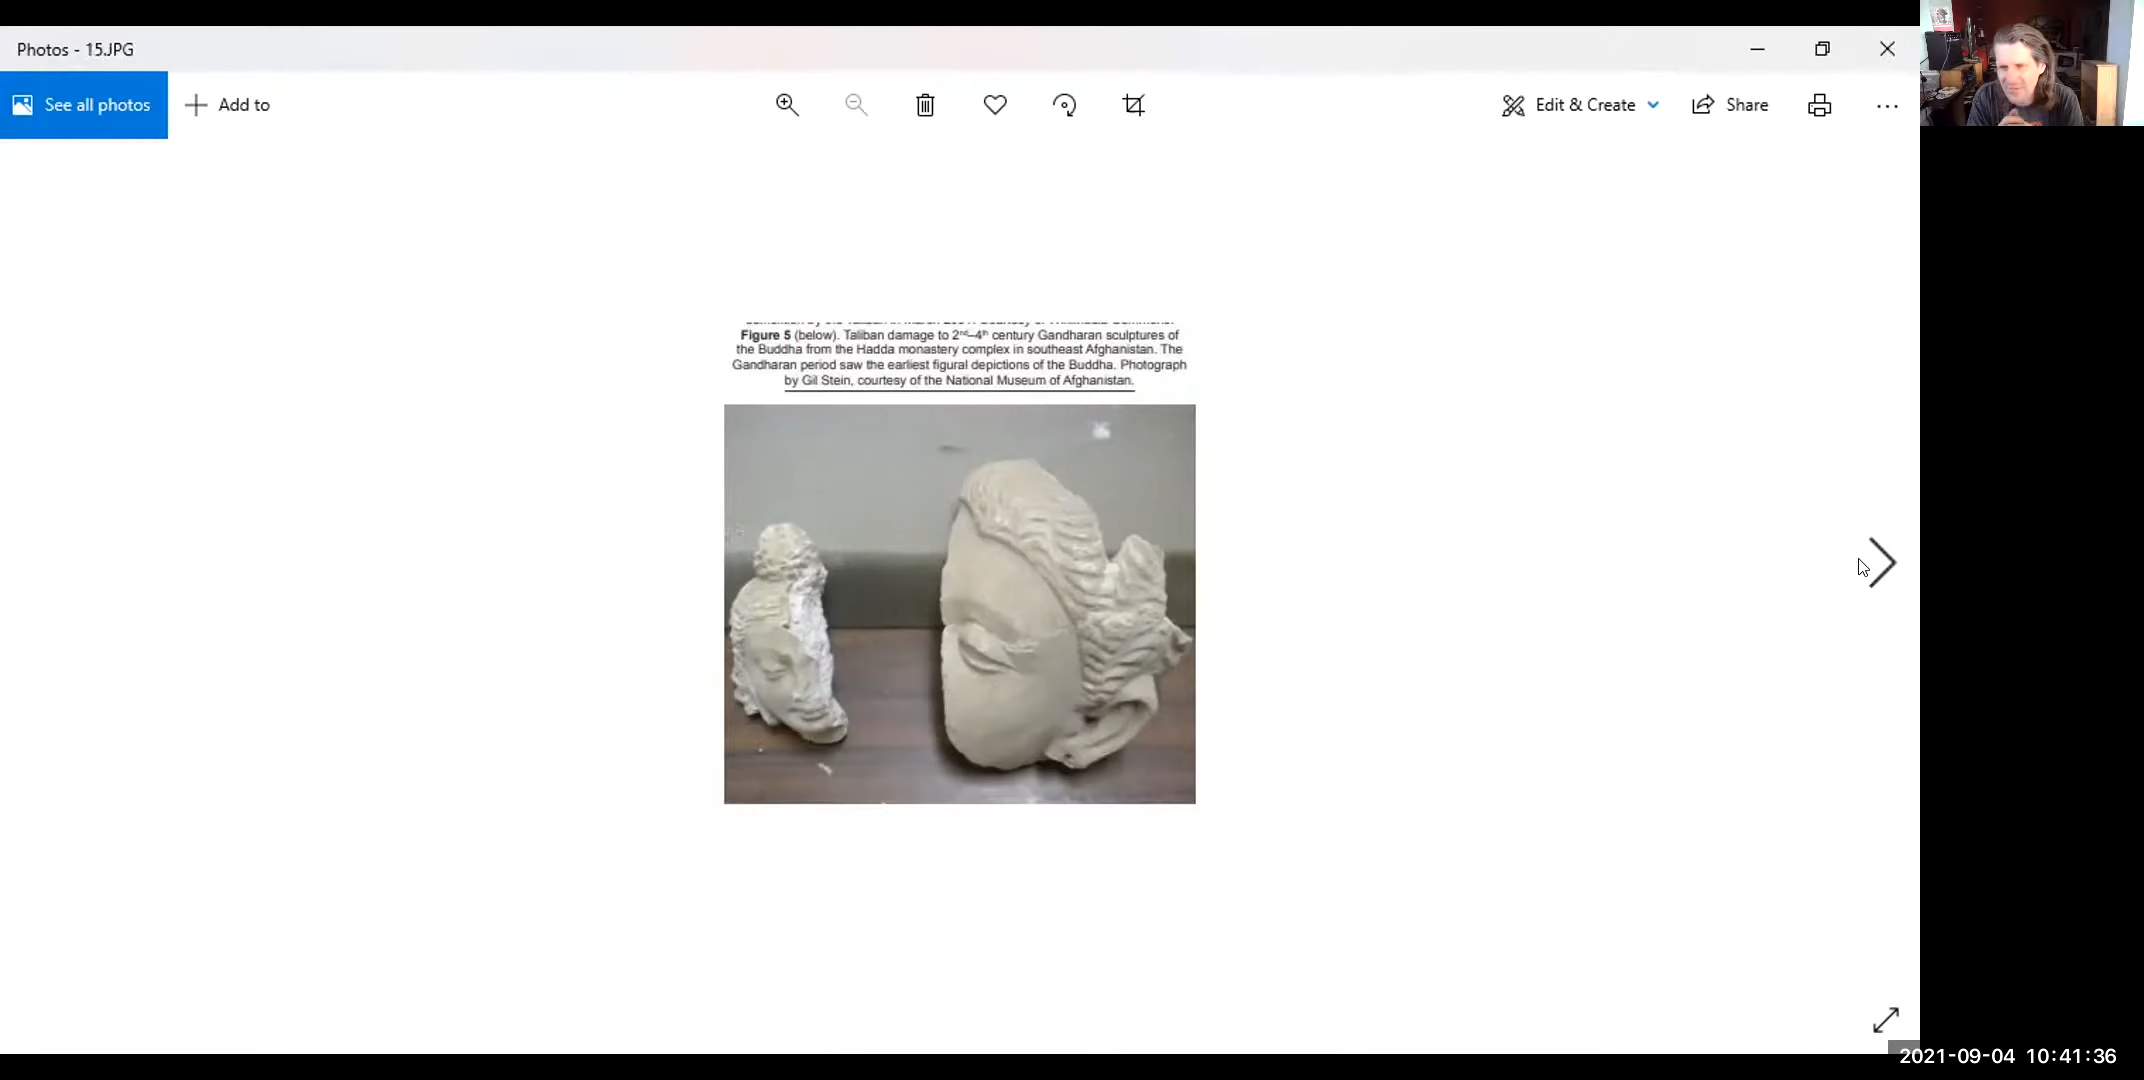 Photos - 15.JPG
See all photos
Add to
Edit & Create
Share
Figure 5 (below). Taliban damage to 2nd–4th century Gandharan sculptures of
the Buddha from the Hadda monastery complex in southeast Afghanistan. The
Gandharan period saw the earliest figural depictions of the Buddha. Photograph
by Gil Stein, courtesy of the National Museum of Afghanistan.
2021-09-04 10:41:36